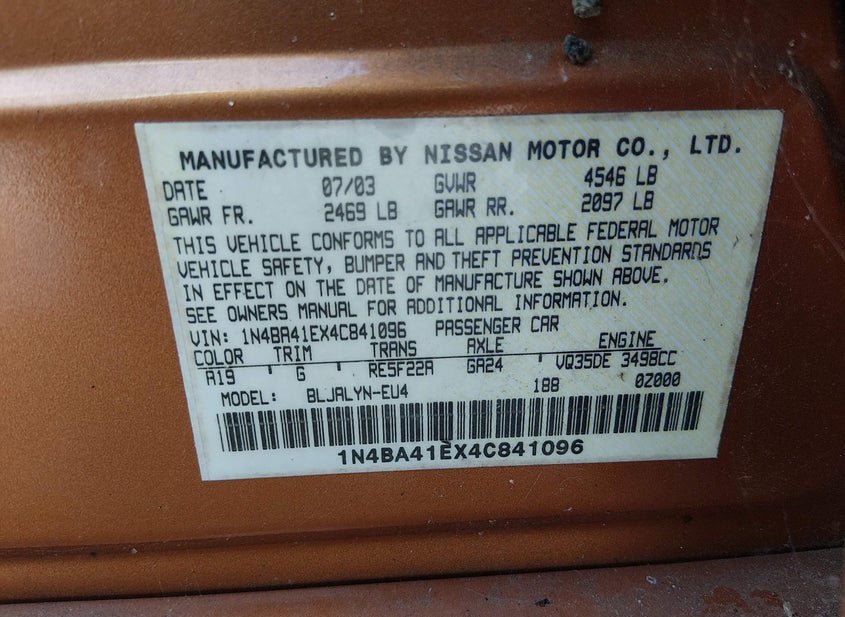 MANUFACTURED BY NISSAN MOTOR CO., LTD.
DATE 07/03 GVWR 4546 LB
GAWR FR. 2469 LB GAWR RR. 2097 LB
THIS VEHICLE CONFORMS TO ALL APPLICABLE FEDERAL MOTOR
VEHICLE SAFETY, BUMPER AND THEFT PREVENTION STANDARDS
IN EFFECT ON THE DATE OF MANUFACTURE SHOWN ABOVE.
SEE OWNERS MANUAL FOR ADDITIONAL INFORMATION.
VIN: 1N4BA41EX4C841096 PASSENGER CAR
COLOR TRIM TRANS AXLE ENGINE
A19 G RE5F22A GA24 VQ35DE 3498CC
MODEL: BLJALYN-EU4 188 0Z000
1N4BA41EX4C841096